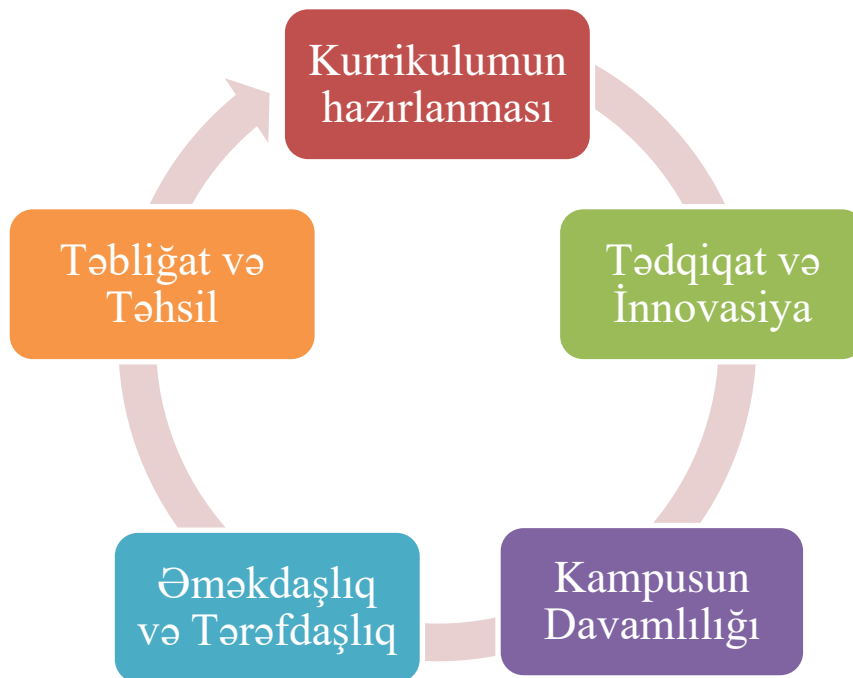 Kurrikulumun
hazırlanması
Tədqiqat və
İnnovasiya
Kampusun
Davamlılığı
Əməkdaşlıq
və Tərəfdaşlıq
Təbliğat və
Təhsil